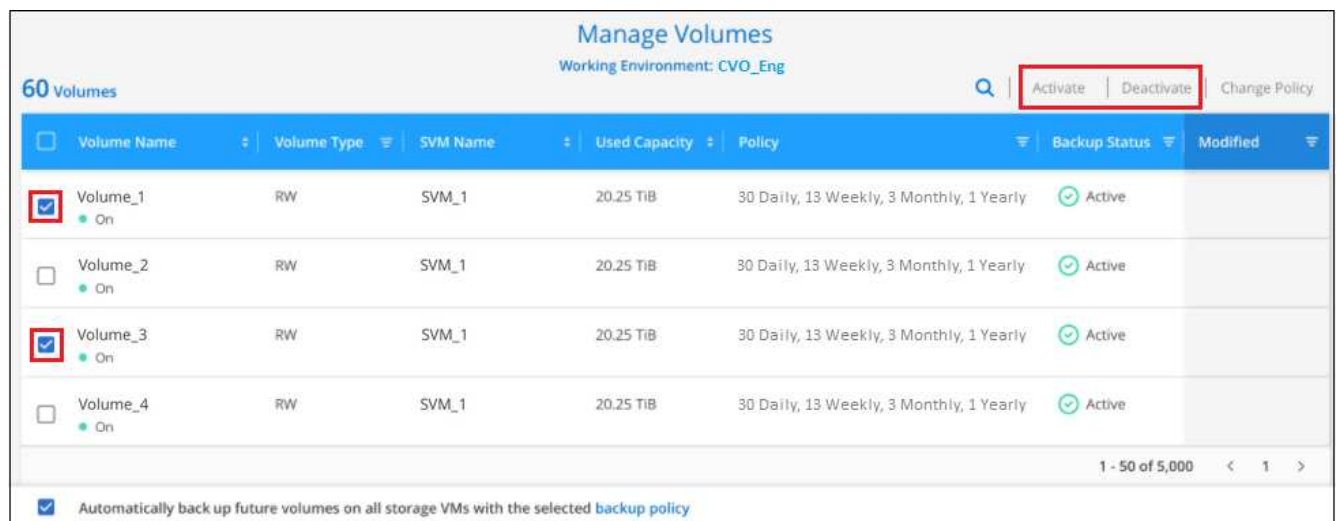 Manage Volumes
Working Environment: CVO_Eng
60 Volumes
Activate | Deactivate | Change Policy
Volume Name Volume Type SVM Name Used Capacity Policy Backup Status Modified
Volume_1 RW SVM_1 20.25 TiB 30 Daily, 13 Weekly, 3 Monthly, 1 Yearly Active
On
Volume_2 RW SVM_1 20.25 TiB 30 Daily, 13 Weekly, 3 Monthly, 1 Yearly Active
On
Volume_3 RW SVM_1 20.25 TiB 30 Daily, 13 Weekly, 3 Monthly, 1 Yearly Active
On
Volume_4 RW SVM_1 20.25 TiB 30 Daily, 13 Weekly, 3 Monthly, 1 Yearly Active
On
1 - 50 of 5,000 < 1 >
Automatically back up future volumes on all storage VMs with the selected backup policy